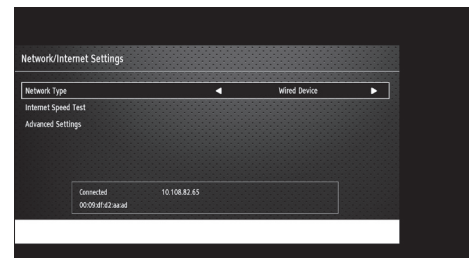 Network/Internet Settings
Network Type Wired Device
Internet Speed Test
Advanced Settings
Connected 10.108.82.65
00:09:df:d2:aa:ad